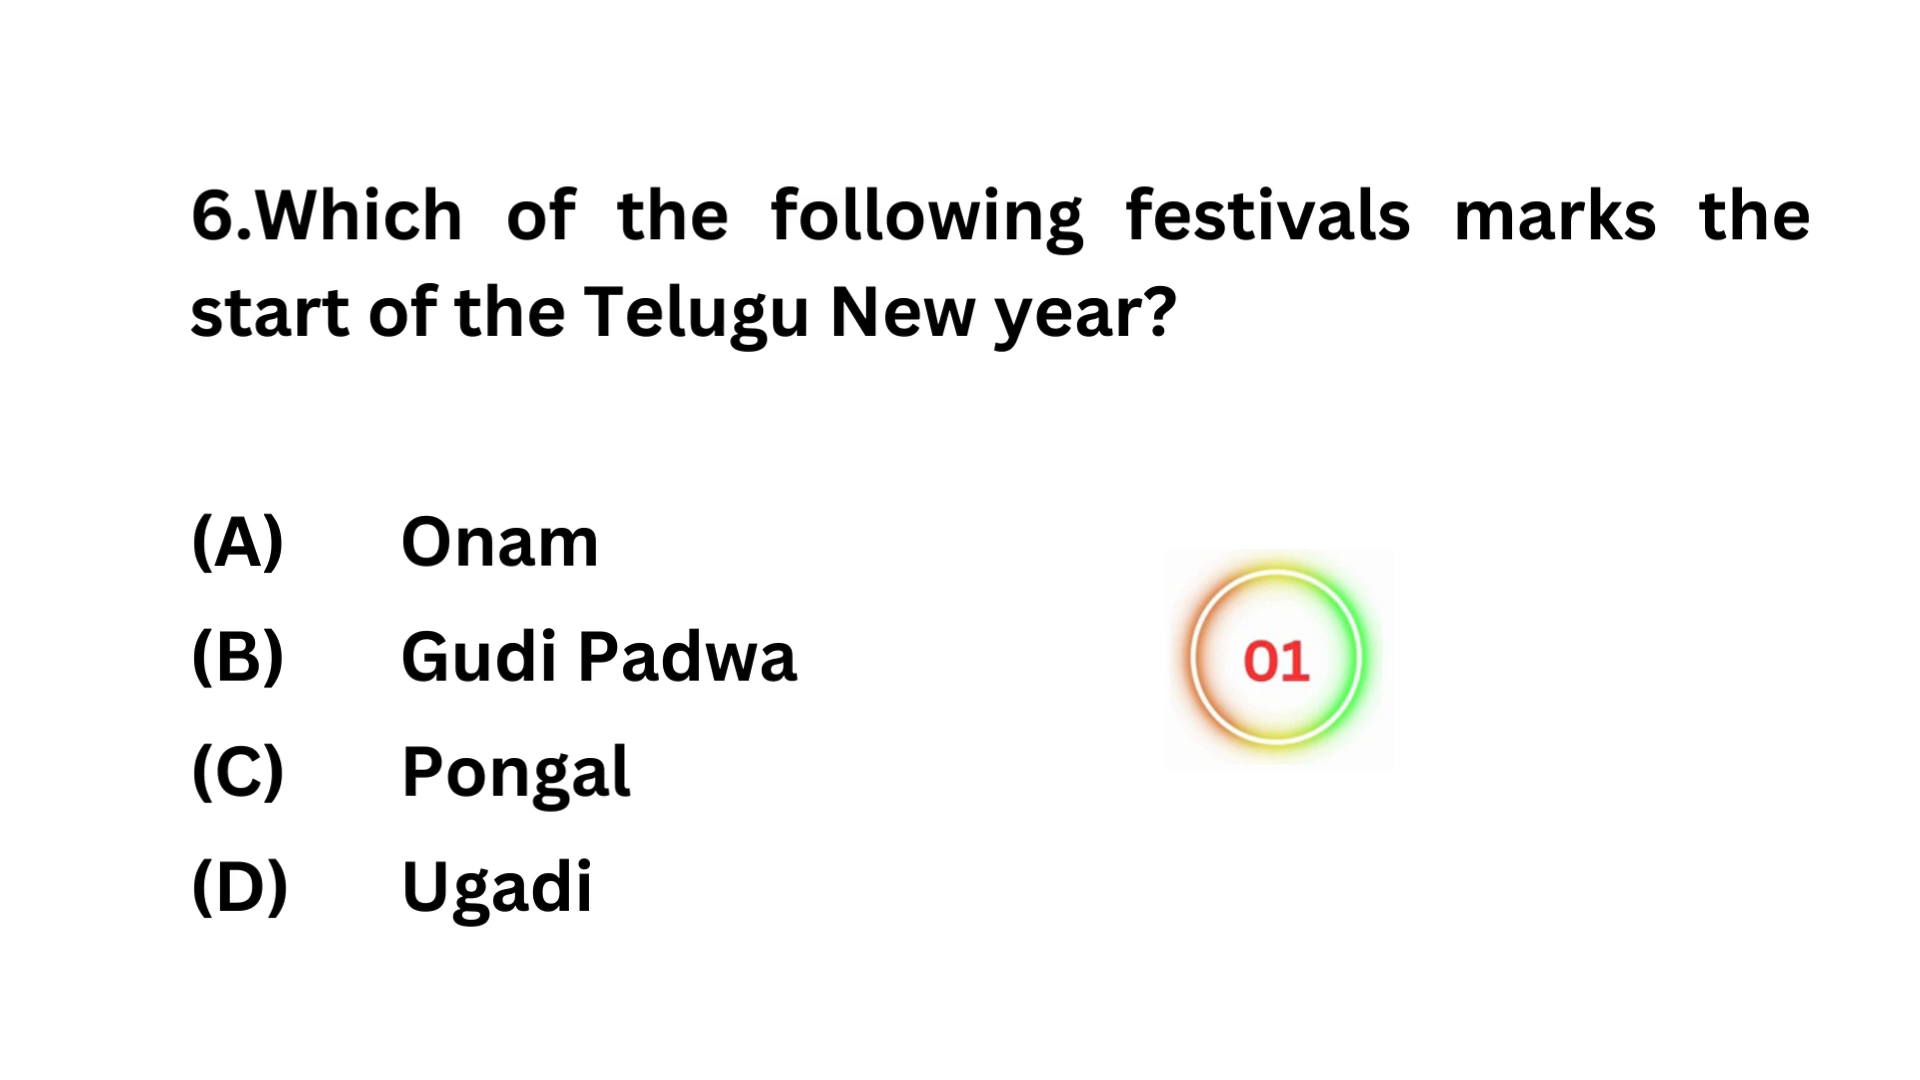 6.Which of the following festivals marks the
start of the Telugu New year?
(A) Onam
(B) Gudi Padwa
01
(C) Pongal
(D) Ugadi